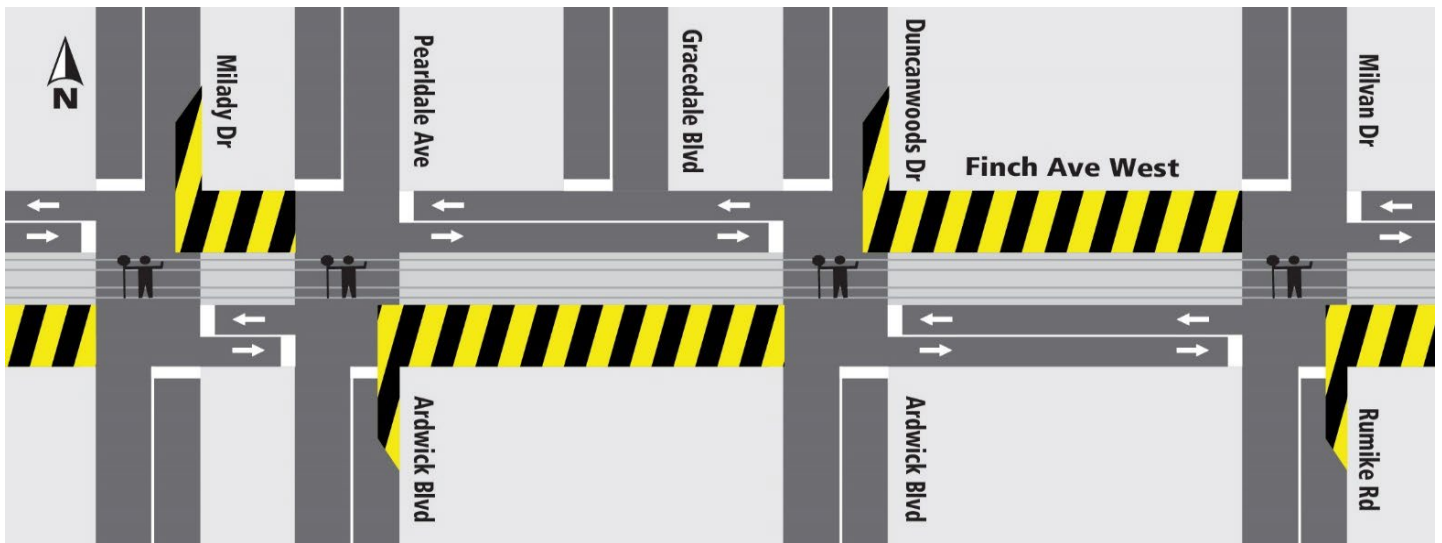 N
Milady Dr
Pearldale Ave
Gracedale Blvd
Duncanwoods Dr
Milvan Dr
Finch Ave West
Ardwick Blvd
Ardwick Blvd
Rumike Rd